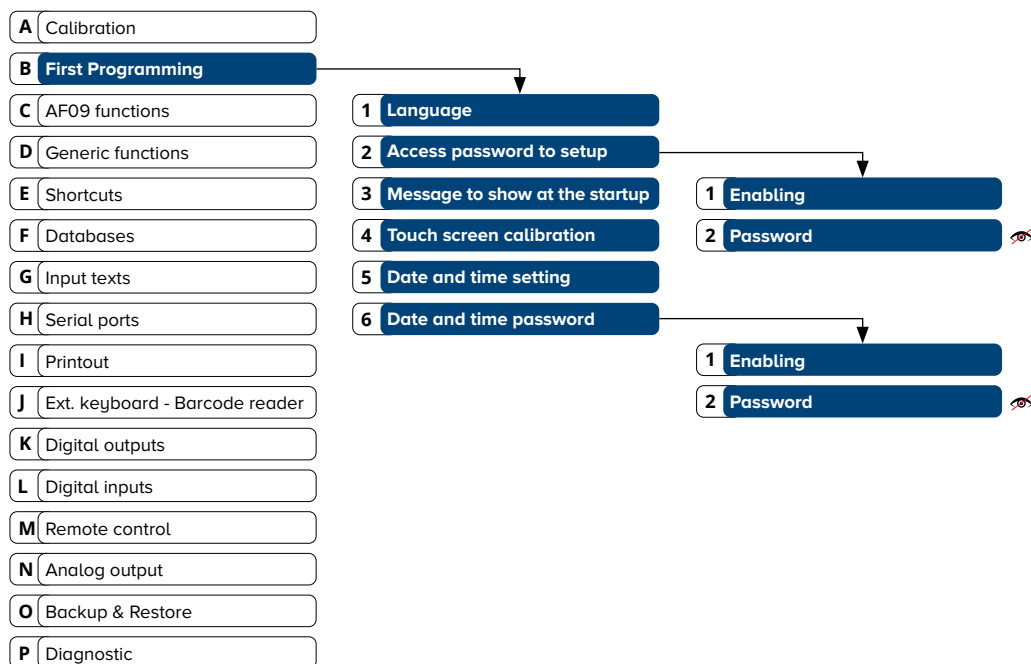 A Calibration
B First Programming
C AF09 functions
D Generic functions
E Shortcuts
F Databases
G Input texts
H Serial ports
I Printout
J Ext. keyboard - Barcode reader
K Digital outputs
L Digital inputs
M Remote control
N Analog output
O Backup & Restore
P Diagnostic
1 Language
2 Access password to setup
3 Message to show at the startup
4 Touch screen calibration
5 Date and time setting
6 Date and time password
1 Enabling
2 Password
1 Enabling
2 Password